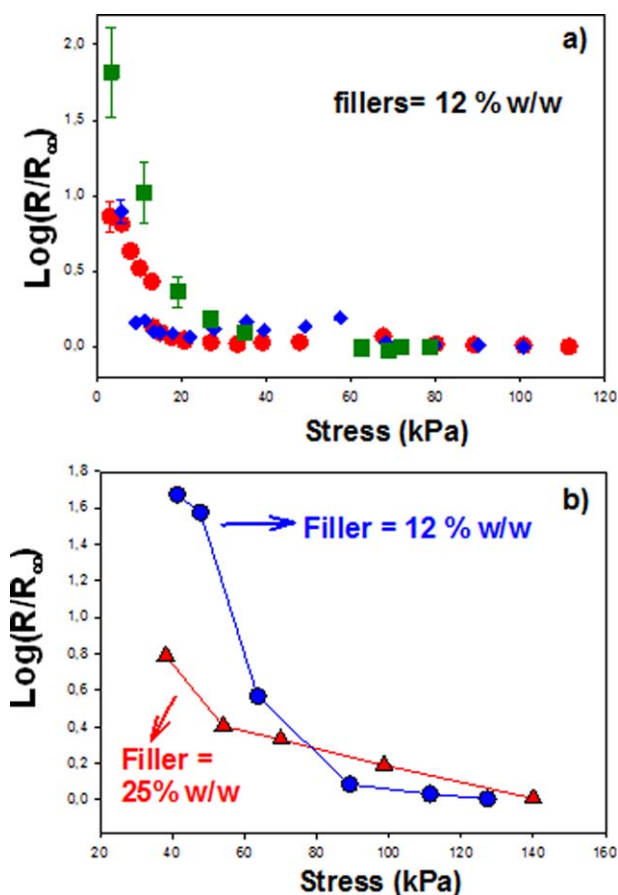 a)
2,0
fillers= 12 % w/w
1,5
1,0
0,5
0,0
Log(R/R∞)
0 20 40 60 80 100 120
Stress (kPa)
1,8
b)
1,6
Filler = 12 % w/w
1,4
1,2
1,0
0,8
0,6
0,4
0,2
0,0
Log(R/R∞)
Filler =
25% w/w
20 40 60 80 100 120 140 160
Stress (kPa)